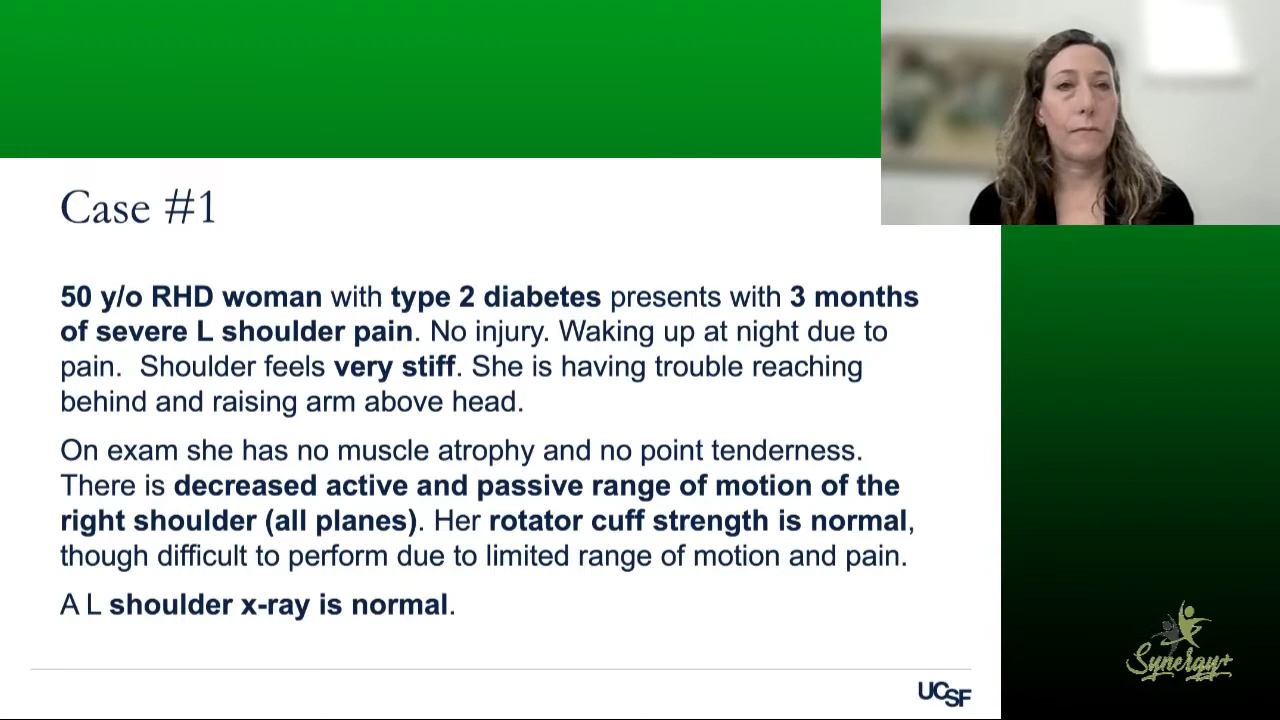 Case #1
50 y/o RHD woman with type 2 diabetes presents with 3 months
of severe L shoulder pain. No injury. Waking up at night due to
pain. Shoulder feels very stiff. She is having trouble reaching
behind and raising arm above head.
On exam she has no muscle atrophy and no point tenderness.
There is decreased active and passive range of motion of the
right shoulder (all planes). Her rotator cuff strength is normal,
though difficult to perform due to limited range of motion and pain.
A L shoulder x-ray is normal.
UCSF
Synergy+